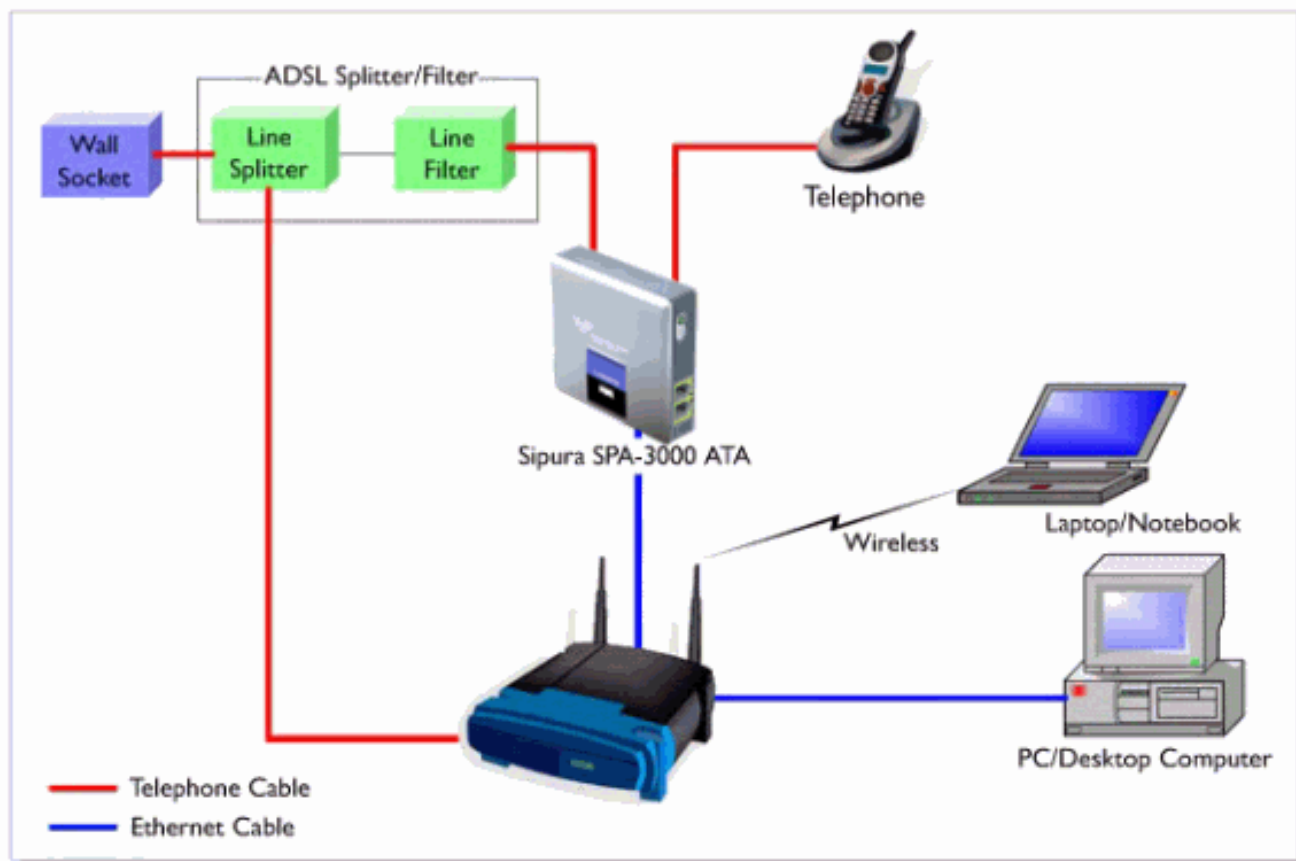 ADSL Splitter/Filter
Wall
Socket
Line
Splitter
Line
Filter
Telephone
Sipura SPA-3000 ATA
Wireless
Laptop/Notebook
PC/Desktop Computer
Telephone Cable
Ethernet Cable